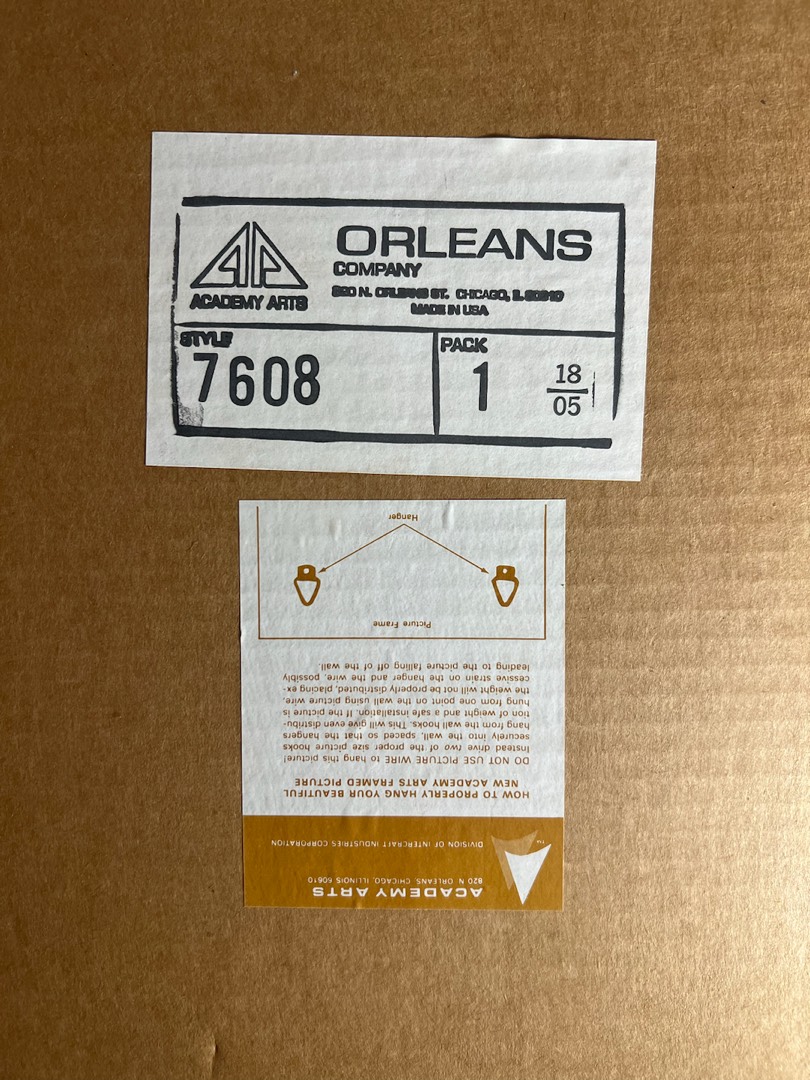 ORLEANS
COMPANY
820 N. ORLEANS ST. CHICAGO, IL 60610
MADE IN USA
ACADEMY ARTS
STYLE
7608
PACK
1
18
05
ACADEMY ARTS
820 N ORLEANS, CHICAGO, ILLINOIS 60610
DIVISION OF INTERCRAFT INDUSTRIES CORPORATION
TM
HOW TO PROPERLY HANG YOUR BEAUTIFUL
NEW ACADEMY ARTS FRAMED PICTURE
DO NOT USE PICTURE WIRE to hang this picture!
Instead drive two of the proper size picture hooks
securely into the wall, spaced so that the hangers
hang from the wall hooks. This will give even distribu-
tion of weight and a safe installation. If the picture is
hung from one point on the wall using picture wire,
the weight will not be properly distributed, placing ex-
cessive strain on the hanger and the wire, possibly
leading to the picture falling off of the wall.
Picture Frame
Hanger